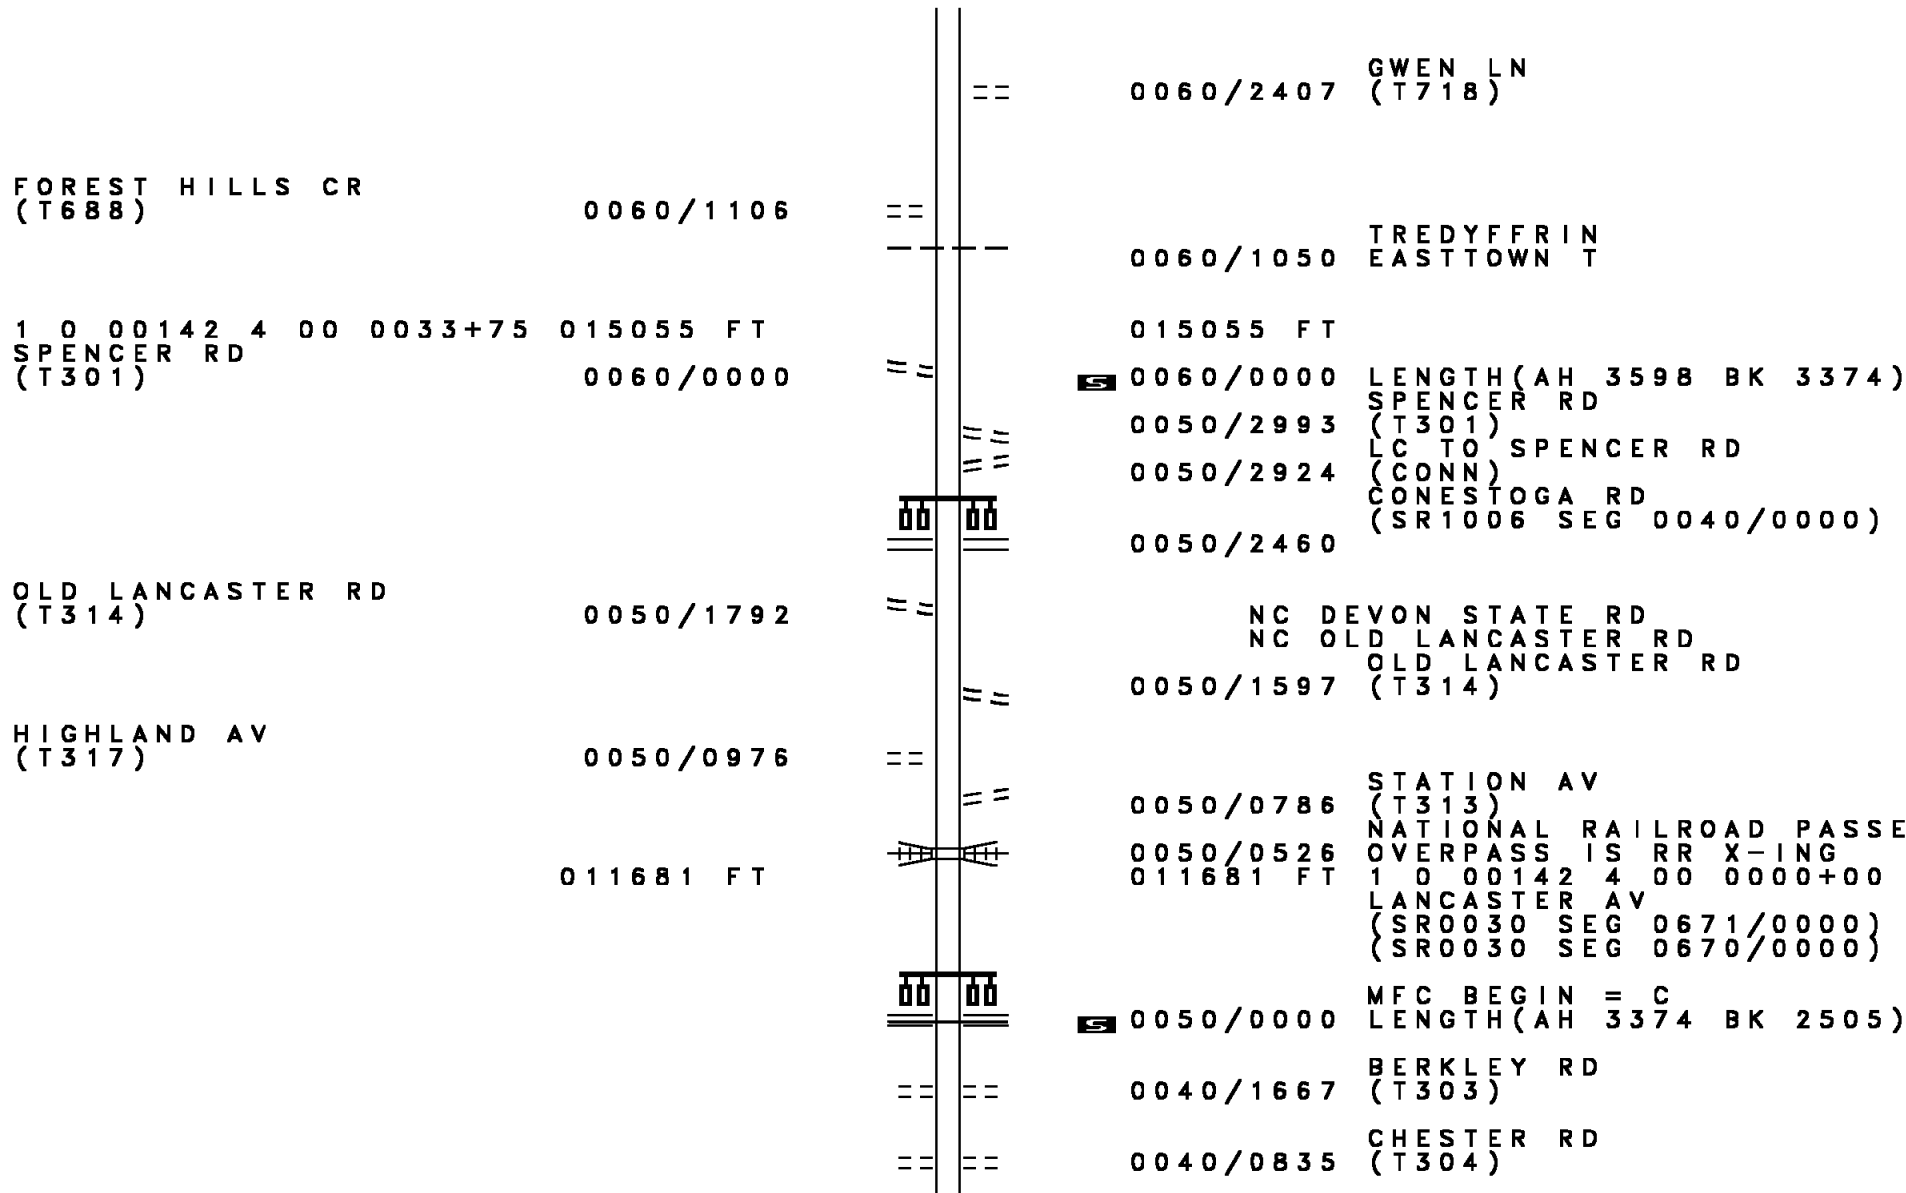 GWEN LN
0060/2407 (T718)
FOREST HILLS CR
(T688) 0060/1106
TREDYFFRIN
0060/1050 EASTTOWN T
1 0 00142 4 00 0033+75 015055 FT 015055 FT
SPENCER RD
(T301) 0060/0000 S 0060/0000 LENGTH(AH 3598 BK 3374)
SPENCER RD
0050/2993 (T301)
LC TO SPENCER RD
0050/2924 (CONN)
CONESTOGA RD
(SR1006 SEG 0040/0000)
0050/2460
OLD LANCASTER RD
(T314) 0050/1792 NC DEVON STATE RD
NC OLD LANCASTER RD
OLD LANCASTER RD
0050/1597 (T314)
HIGHLAND AV
(T317) 0050/0976
STATION AV
0050/0786 (T313)
NATIONAL RAILROAD PASSE
0050/0526 OVERPASS IS RR X-ING
011681 FT 011681 FT 1 0 00142 4 00 0000+00
LANCASTER AV
(SR0030 SEG 0671/0000)
(SR0030 SEG 0670/0000)
MFC BEGIN = C
S 0050/0000 LENGTH(AH 3374 BK 2505)
BERKLEY RD
0040/1667 (T303)
CHESTER RD
0040/0835 (T304)